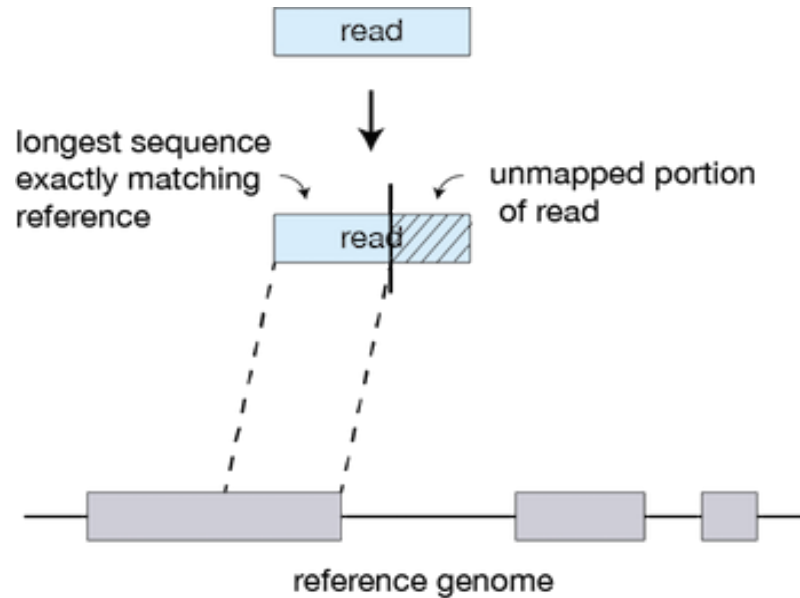 read
longest sequence
exactly matching
reference
unmapped portion
of read
read
reference genome